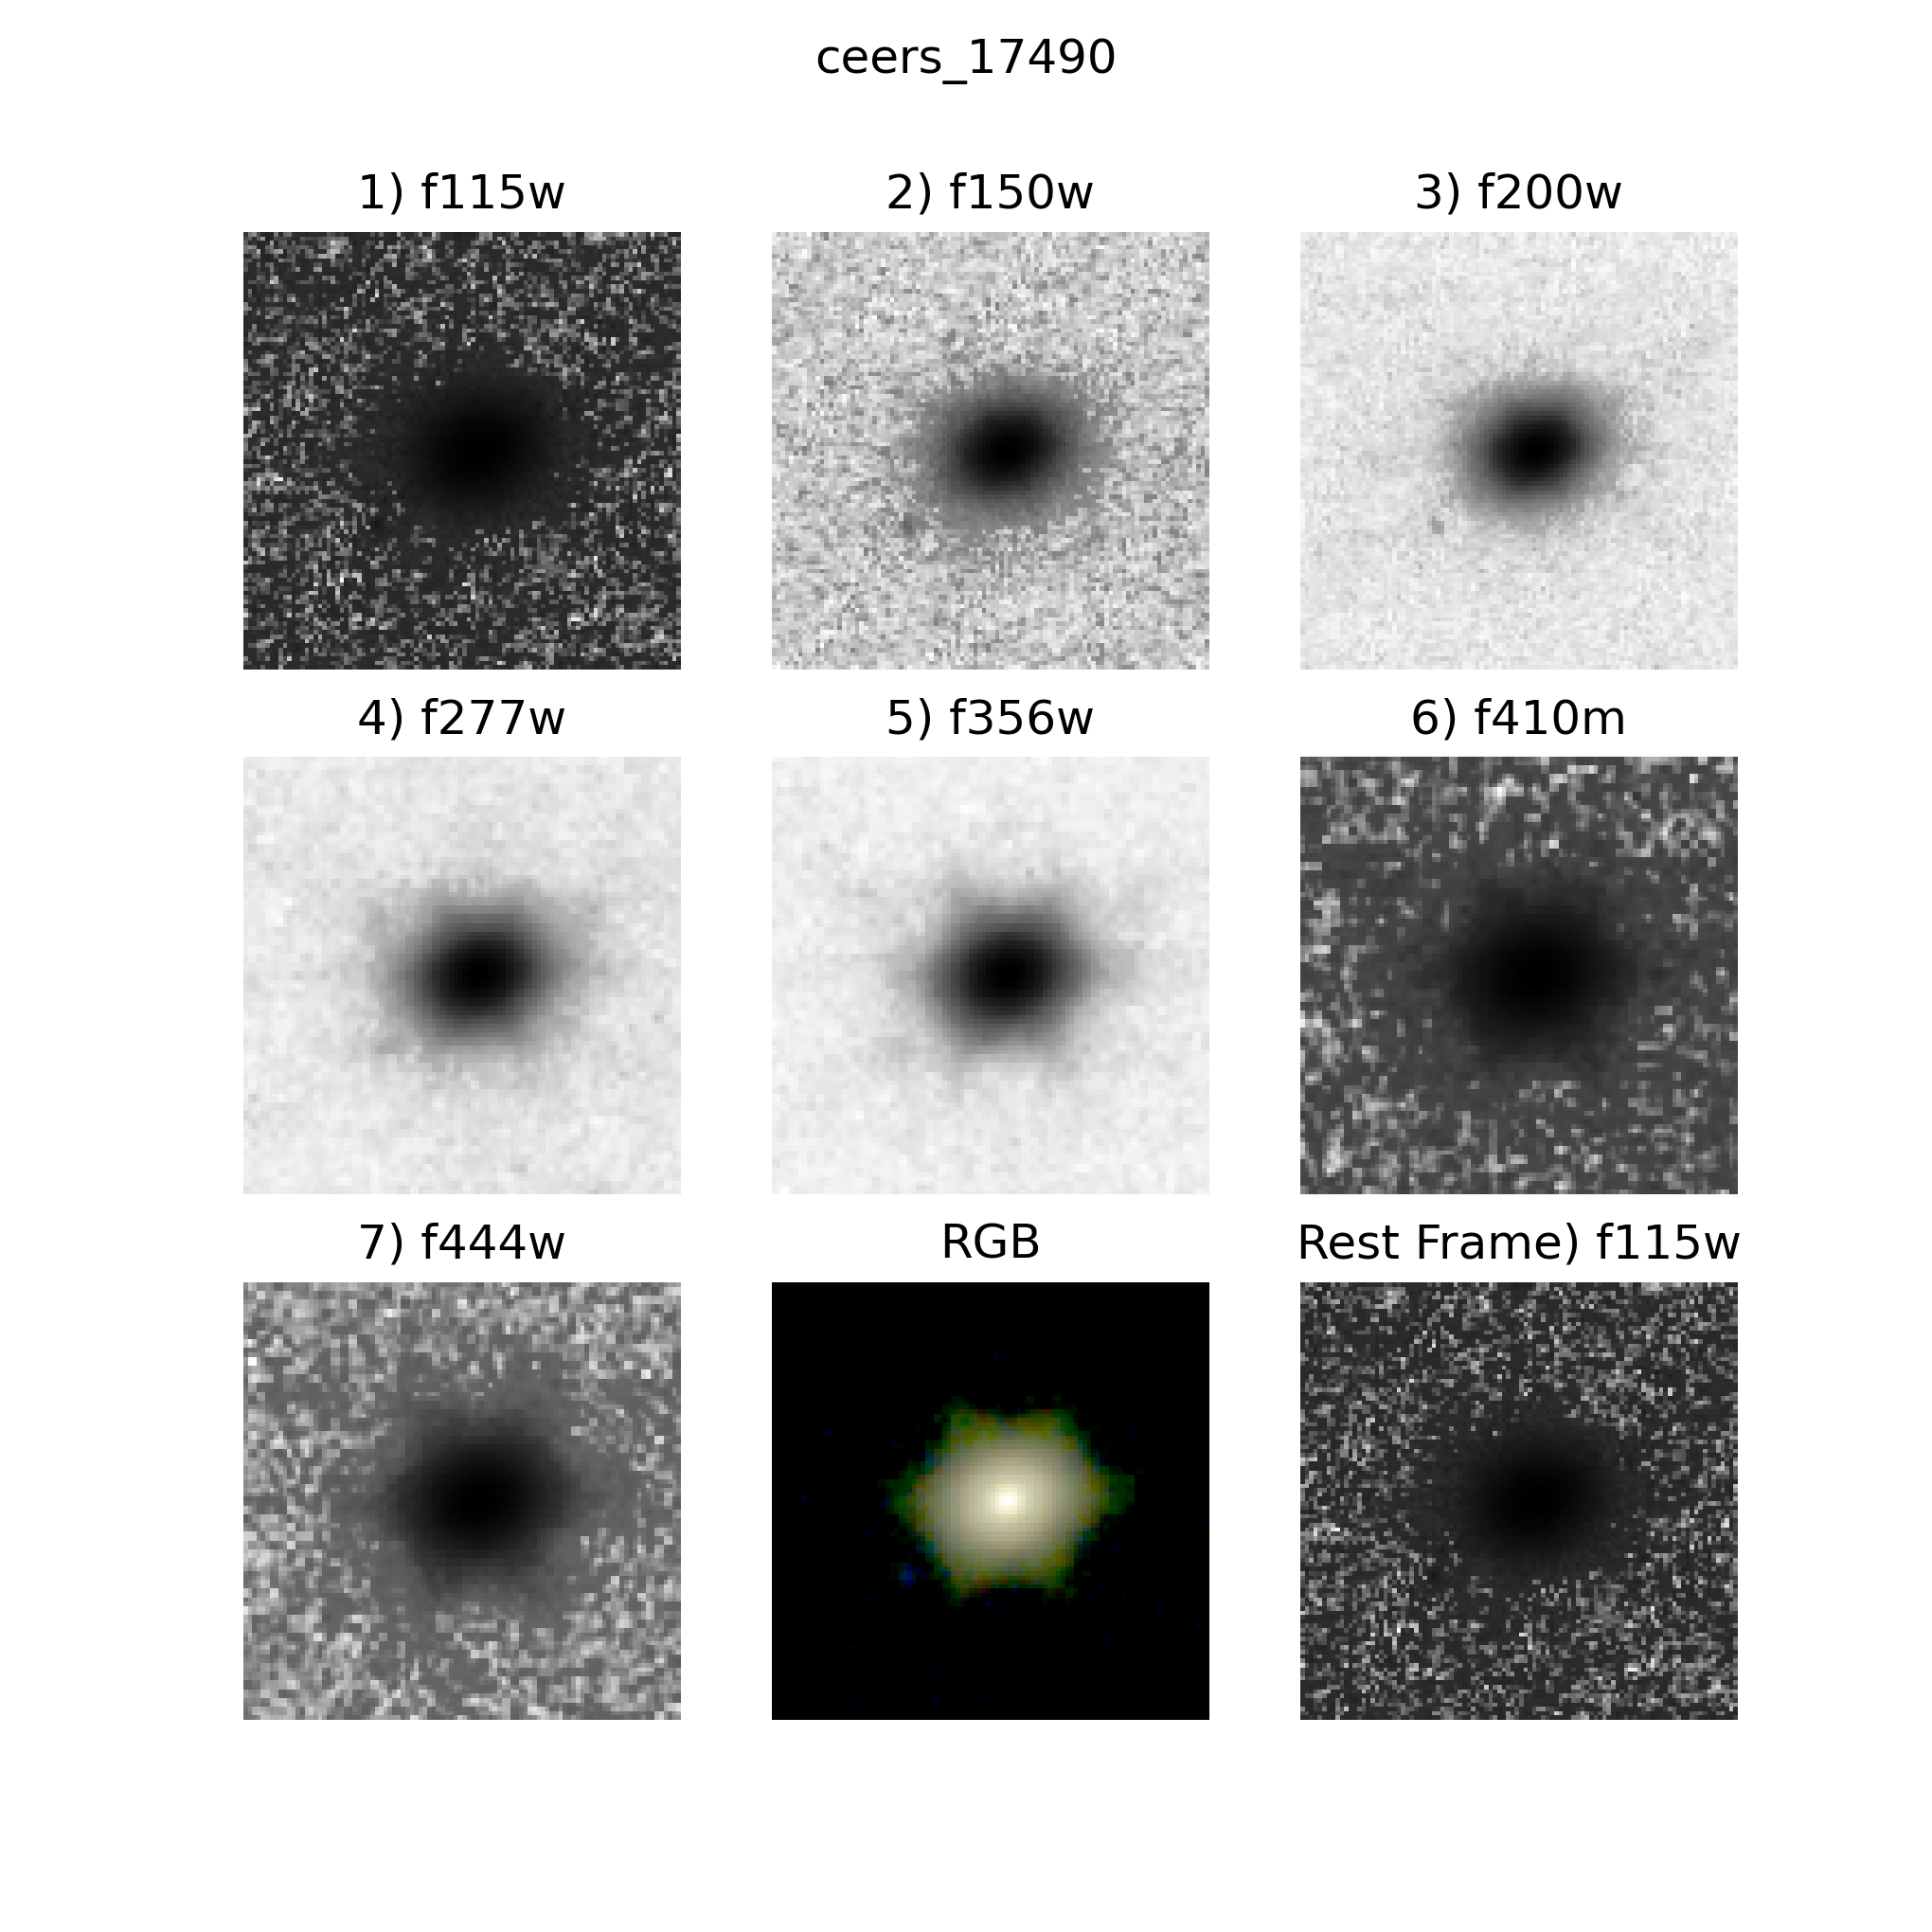 ceers_17490
1) f115w
2) f150w
3) f200w
4) f277w
5) f356w
6) f410m
7) f444w
RGB
Rest Frame) f115w